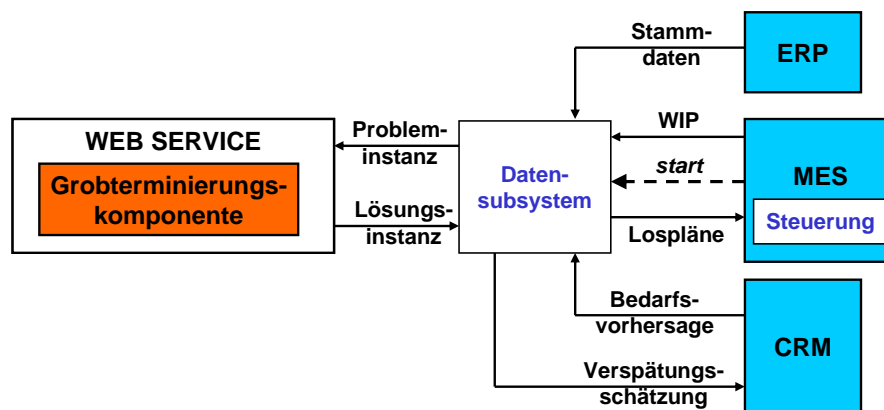 WEB SERVICE
Grobterminierungs-
komponente
Problem-
instanz
Lösungs-
instanz
Daten-
subsystem
Stamm-
daten
ERP
WIP
start
MES
Steuerung
Lospläne
Bedarfs-
vorhersage
CRM
Verspätungs-
schätzung